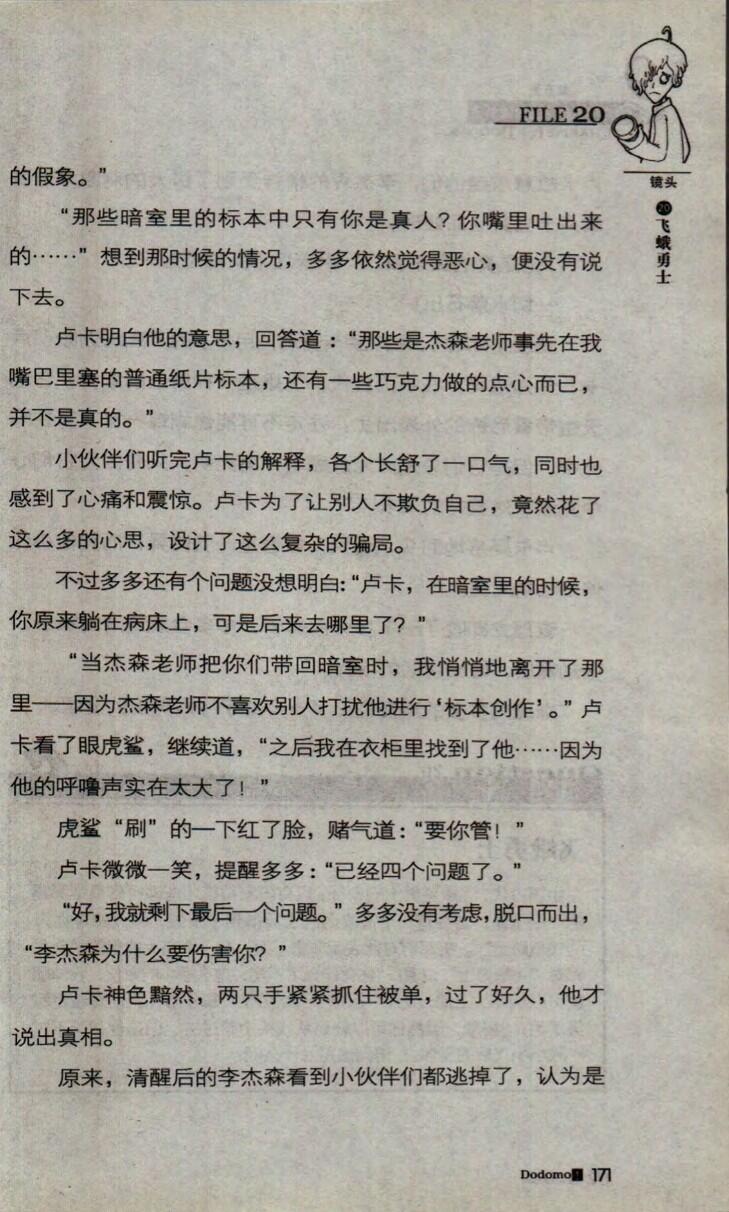 FILE 20
镜头
20
飞蛾勇士
的假象。”
“那些暗室里的标本中只有你是真人？你嘴里吐出来
的……”想到那时候的情况，多多依然觉得恶心，便没有说
下去。
卢卡明白他的意思，回答道：“那些是杰森老师事先在我
嘴巴里塞的普通纸片标本，还有一些巧克力做的点心而已，
并不是真的。”
小伙伴们听完卢卡的解释，各个长舒了一口气，同时也
感到了心痛和震惊。卢卡为了让别人不欺负自己，竟然花了
这么多的心思，设计了这么复杂的骗局。
不过多多还有个问题没想明白：“卢卡，在暗室里的时候，
你原来躺在病床上，可是后来去哪里了？”
“当杰森老师把你们带回暗室时，我悄悄地离开了那
里——因为杰森老师不喜欢别人打扰他进行‘标本创作’。”卢
卡看了眼虎鲨，继续道，“之后我在衣柜里找到了他……因为
他的呼噜声实在太大了！”
虎鲨“刷”的一下红了脸，赌气道：“要你管！”
卢卡微微一笑，提醒多多：“已经四个问题了。”
“好，我就剩下最后一个问题。”多多没有考虑，脱口而出，
“李杰森为什么要伤害你？”
卢卡神色黯然，两只手紧紧抓住被单，过了好久，他才
说出真相。
原来，清醒后的李杰森看到小伙伴们都逃掉了，认为是
Dodomo! 171